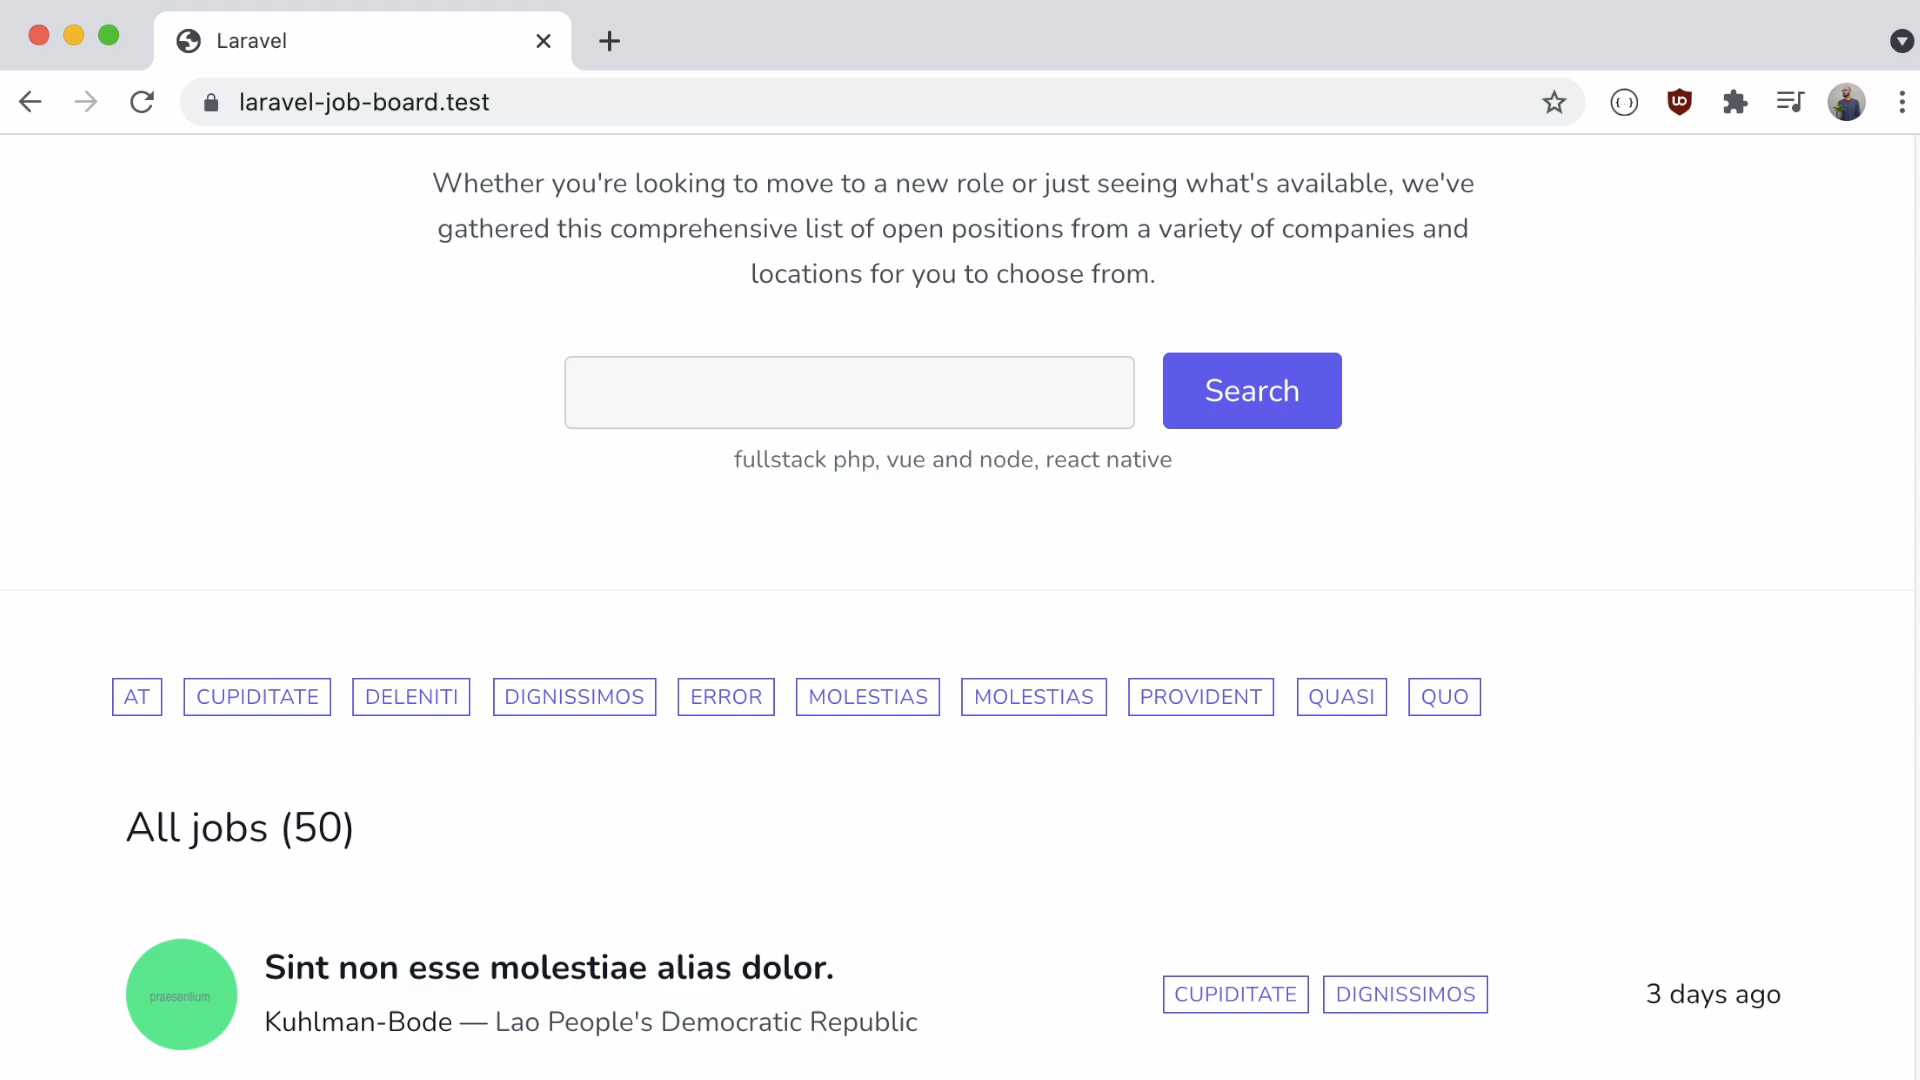 Laravel
laravel-job-board.test
Whether you're looking to move to a new role or just seeing what's available, we've
gathered this comprehensive list of open positions from a variety of companies and
locations for you to choose from.
Search
fullstack php, vue and node, react native
AT CUPIDITATE DELENITI DIGNISSIMOS ERROR MOLESTIAS MOLESTIAS PROVIDENT QUASI QUO
All jobs (50)
praesentium
Sint non esse molestiae alias dolor.
Kuhlman-Bode — Lao People's Democratic Republic
CUPIDITATE DIGNISSIMOS
3 days ago